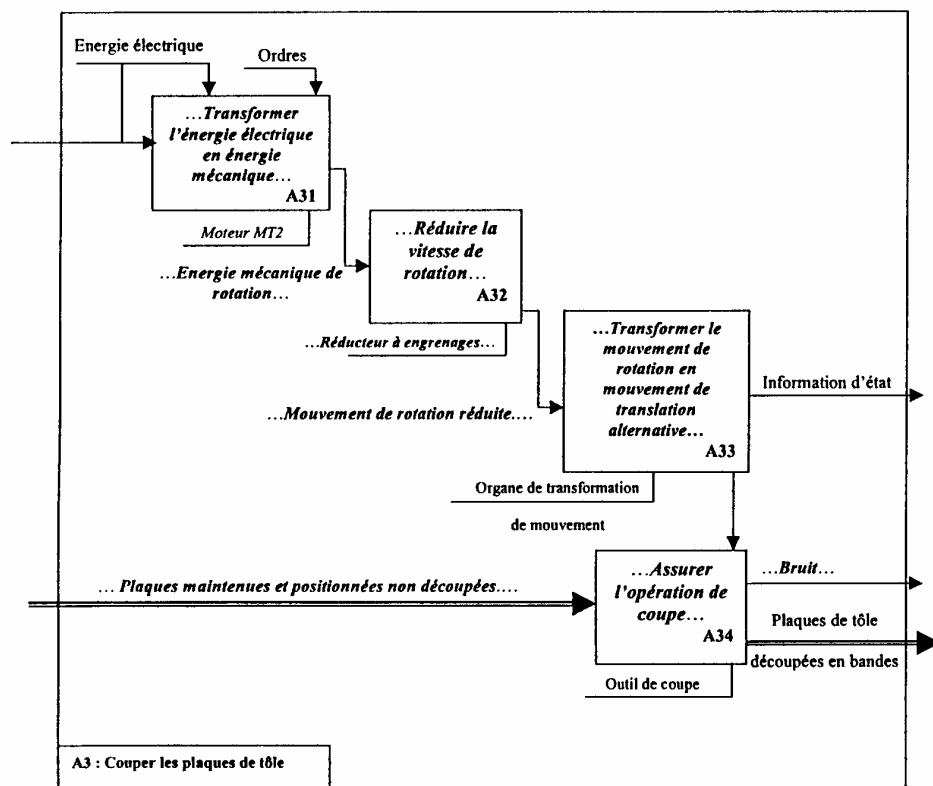 Energie électrique
Ordres
…Transformer
l'énergie électrique
en énergie
mécanique…
A31
Moteur MT2
…Réduire la
vitesse de
rotation…
A32
…Energie mécanique de
rotation…
…Réducteur à engrenages…
…Transformer le
mouvement de
rotation en
mouvement de
translation
alternative…
A33
Information d'état
…Mouvement de rotation réduite….
Organe de transformation
de mouvement
… Plaques maintenues et positionnées non découpées….
…Assurer
l'opération de
coupe…
A34
…Bruit…
Plaques de tôle
découpées en bandes
Outil de coupe
A3 : Couper les plaques de tôle